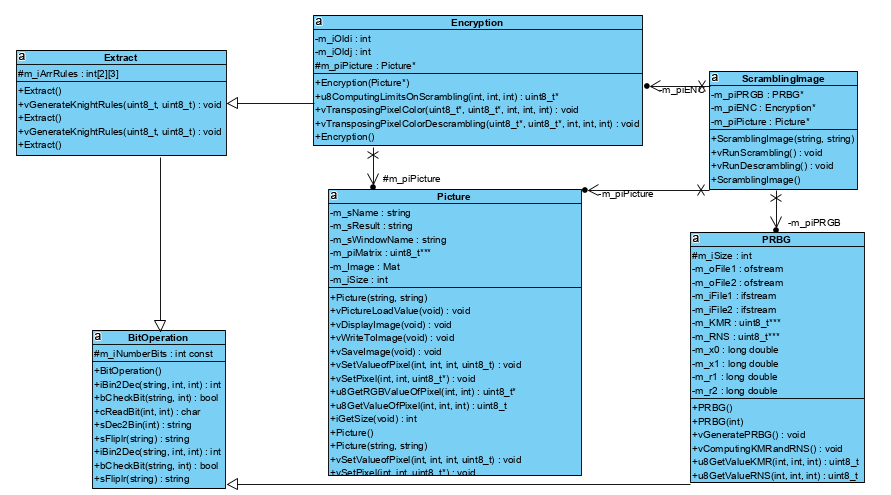 a
Encryption
-m_iOldi : int
-m_iOldj : int
#m_piPicture : Picture*
+Encryption(Picture*)
+u8ComputingLimitsOnScrambling(int, int, int) : uint8_t*
+vTransposingPixelColor(uint8_t*, uint8_t*, int, int, int) : void
+vTransposingPixelColorDescrambling(uint8_t*, uint8_t*, int, int, int) : void
+Encryption()
a
Extract
#m_iArrRules : int[2][3]
+Extract()
+vGenerateKnightRules(uint8_t, uint8_t) : void
+Extract()
+vGenerateKnightRules(uint8_t, uint8_t) : void
+Extract()
-m_piENC
a
ScramblingImage
-m_piPRGB : PRBG*
-m_piENC : Encryption*
-m_piPicture : Picture*
+ScramblingImage(string, string)
+vRunScrambling() : void
+vRunDescrambling() : void
+ScramblingImage()
#m_piPicture
-m_piPicture
-m_piPRGB
a
Picture
-m_sName : string
-m_sResult : string
-m_sWindowName : string
-m_piMatrix : uint8_t***
-m_Image : Mat
-m_iSize : int
+Picture(string, string)
+vPictureLoadValue(void) : void
+vDisplayImage(void) : void
+vWriteToImage(void) : void
+vSaveImage(void) : void
+vSetValueofPixel(int, int, int, uint8_t) : void
+vSetPixel(int, int, uint8_t*) : void
+u8GetRGBValueOfPixel(int, int) : uint8_t*
+u8GetValueOfPixel(int, int, int) : uint8_t
+iGetSize(void) : int
+Picture()
+Picture(string, string)
+vSetValueofPixel(int, int, int, uint8_t) : void
+vSetPixel(int, int, uint8_t*) : void
a
PRBG
#m_iSize : int
-m_oFile1 : ofstream
-m_oFile2 : ofstream
-m_iFile1 : ifstream
-m_iFile2 : ifstream
-m_KMR : uint8_t***
-m_RNS : uint8_t***
-m_x0 : long double
-m_x1 : long double
-m_r1 : long double
-m_r2 : long double
+PRBG()
+PRBG(int)
+vGeneratePRBG() : void
+vComputingKMRandRNS() : void
+u8GetValueKMR(int, int, int) : uint8_t
+u8GetValueRNS(int, int, int) : uint8_t
a
BitOperation
#m_iNumberBits : int const
+BitOperation()
+iBin2Dec(string, int, int) : int
+bCheckBit(string, int) : bool
+cReadBit(int, int) : char
+sDec2Bin(int) : string
+sFliplr(string) : string
+iBin2Dec(string, int, int) : int
+bCheckBit(string, int) : bool
+sFliplr(string) : string